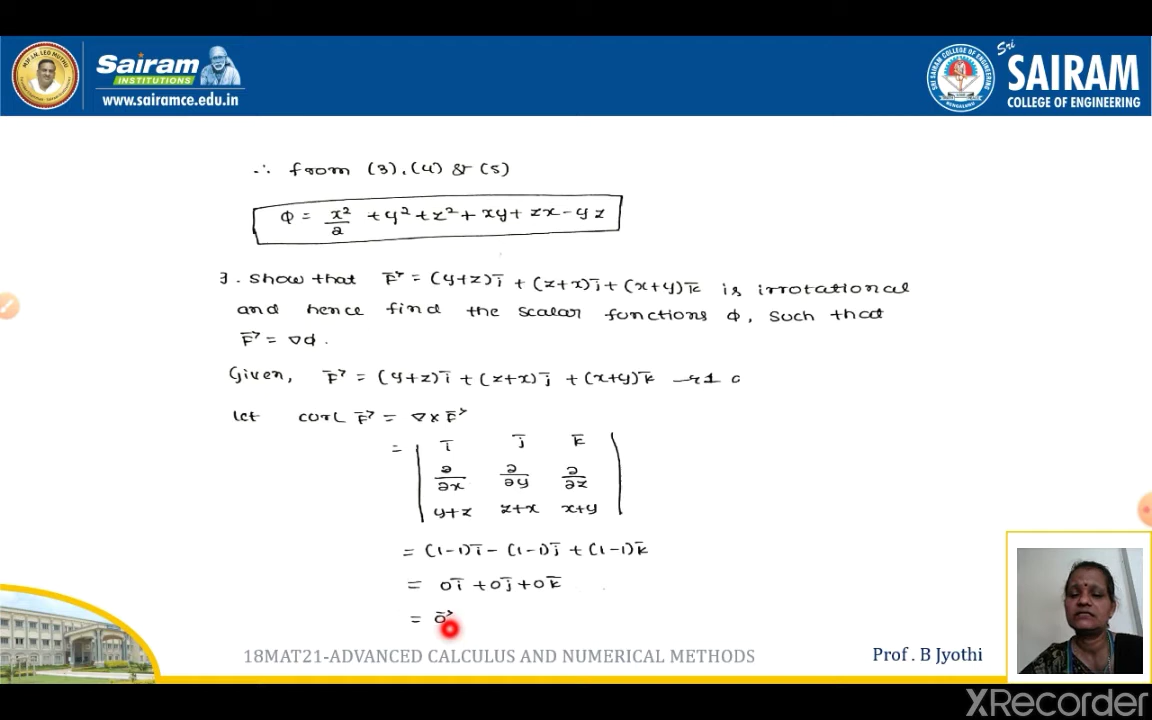 Sairam
INSTITUTIONS
www.sairamce.edu.in
Sri
SAIRAM
COLLEGE OF ENGINEERING
∴ from (3), (4) & (5)
Φ = x²/2 + y² + z² + xy + zx - yz
3. Show that F⃗ = (y+z)i̅ + (z+x)j̅ + (x+y)k̅ is irrotational
and hence find the scalar functions Φ, such that
F⃗ = ∇Φ.
Given, F⃗ = (y+z)i̅ + (z+x)j̅ + (x+y)k̅ →
let curl F⃗ = ∇×F⃗
= | i̅ j̅ k̅ |
| ∂/∂x ∂/∂y ∂/∂z |
| y+z z+x x+y |
= (1-1)i̅ - (1-1)j̅ + (1-1)k̅
= 0i̅ + 0j̅ + 0k̅
= 0⃗
18MAT21-ADVANCED CALCULUS AND NUMERICAL METHODS
Prof . B Jyothi
XRecorder